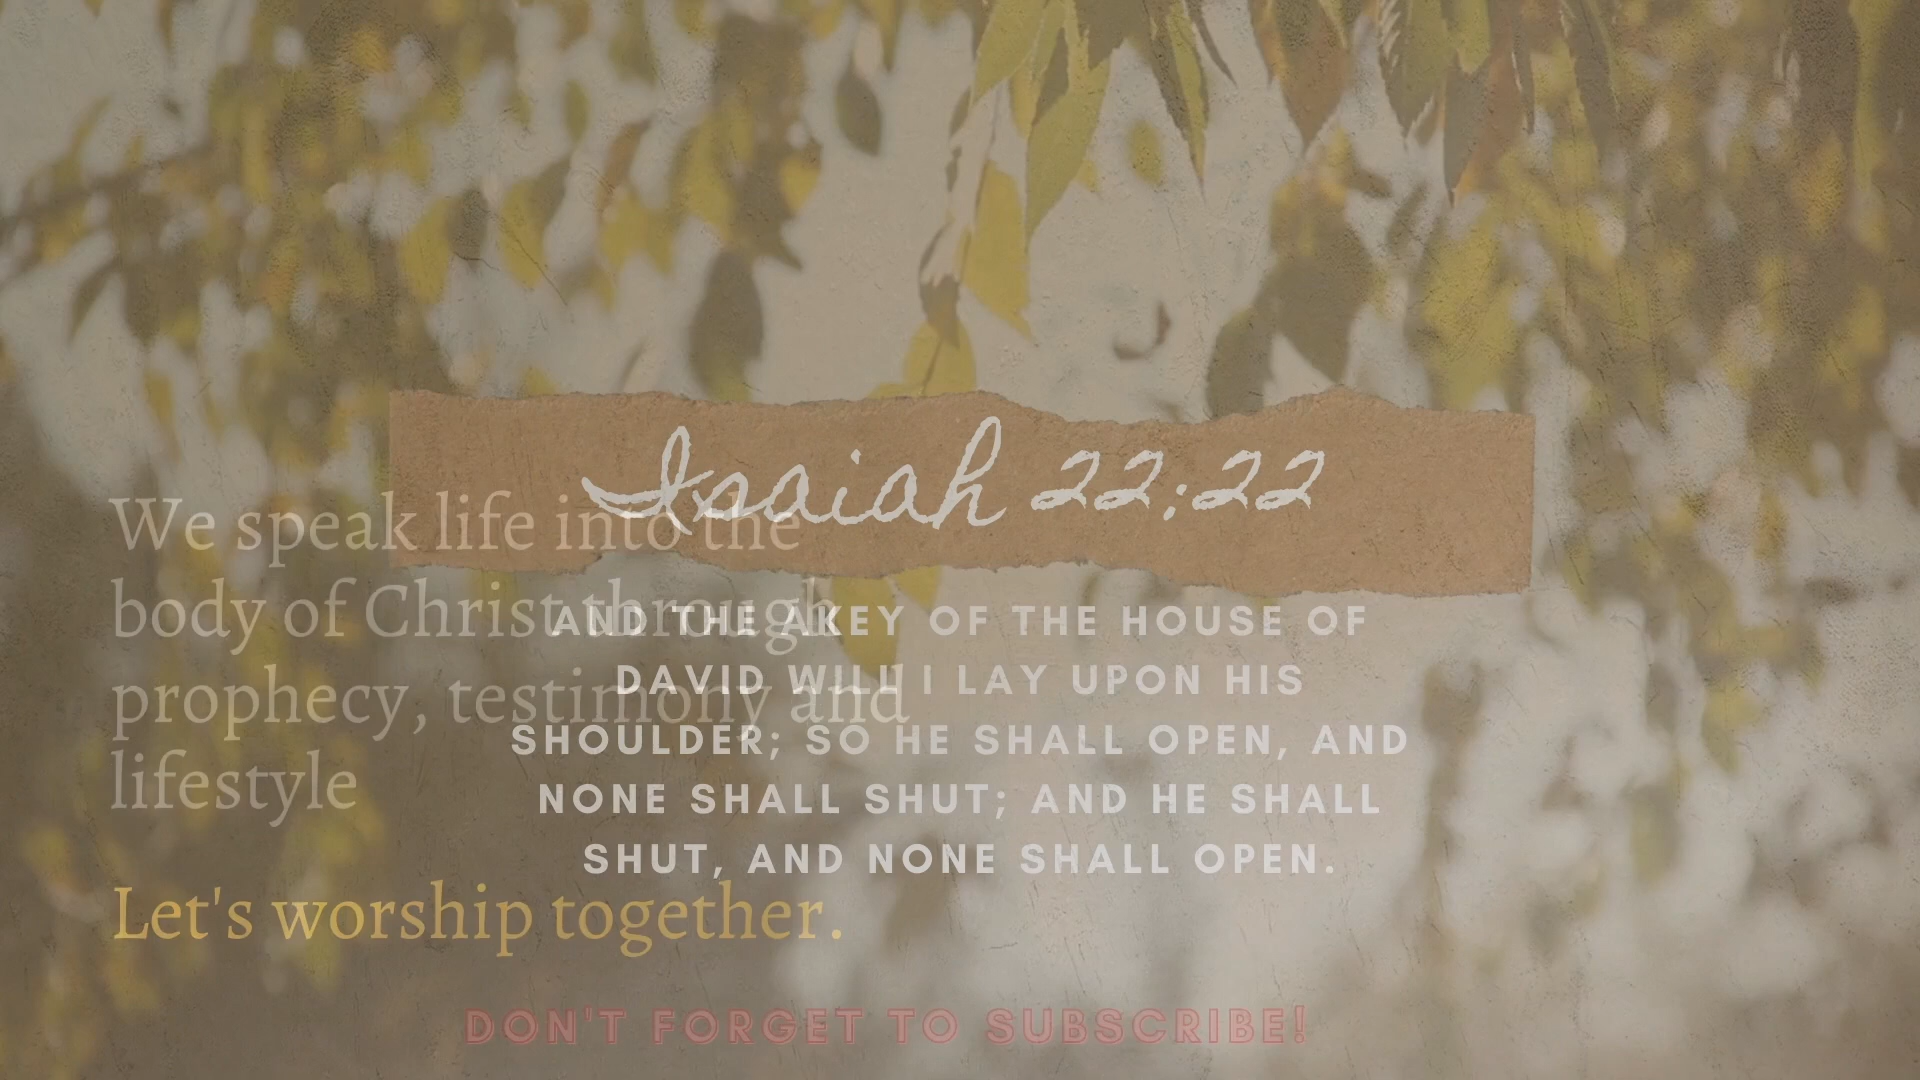 Isaiah 22:22
We speak life into the
body of Christ through
prophecy, testimony and
lifestyle
AND THE AKEY OF THE HOUSE OF
DAVID WILL I LAY UPON HIS
SHOULDER; SO HE SHALL OPEN, AND
NONE SHALL SHUT; AND HE SHALL
SHUT, AND NONE SHALL OPEN.
Let's worship together.
DON'T FORGET TO SUBSCRIBE!